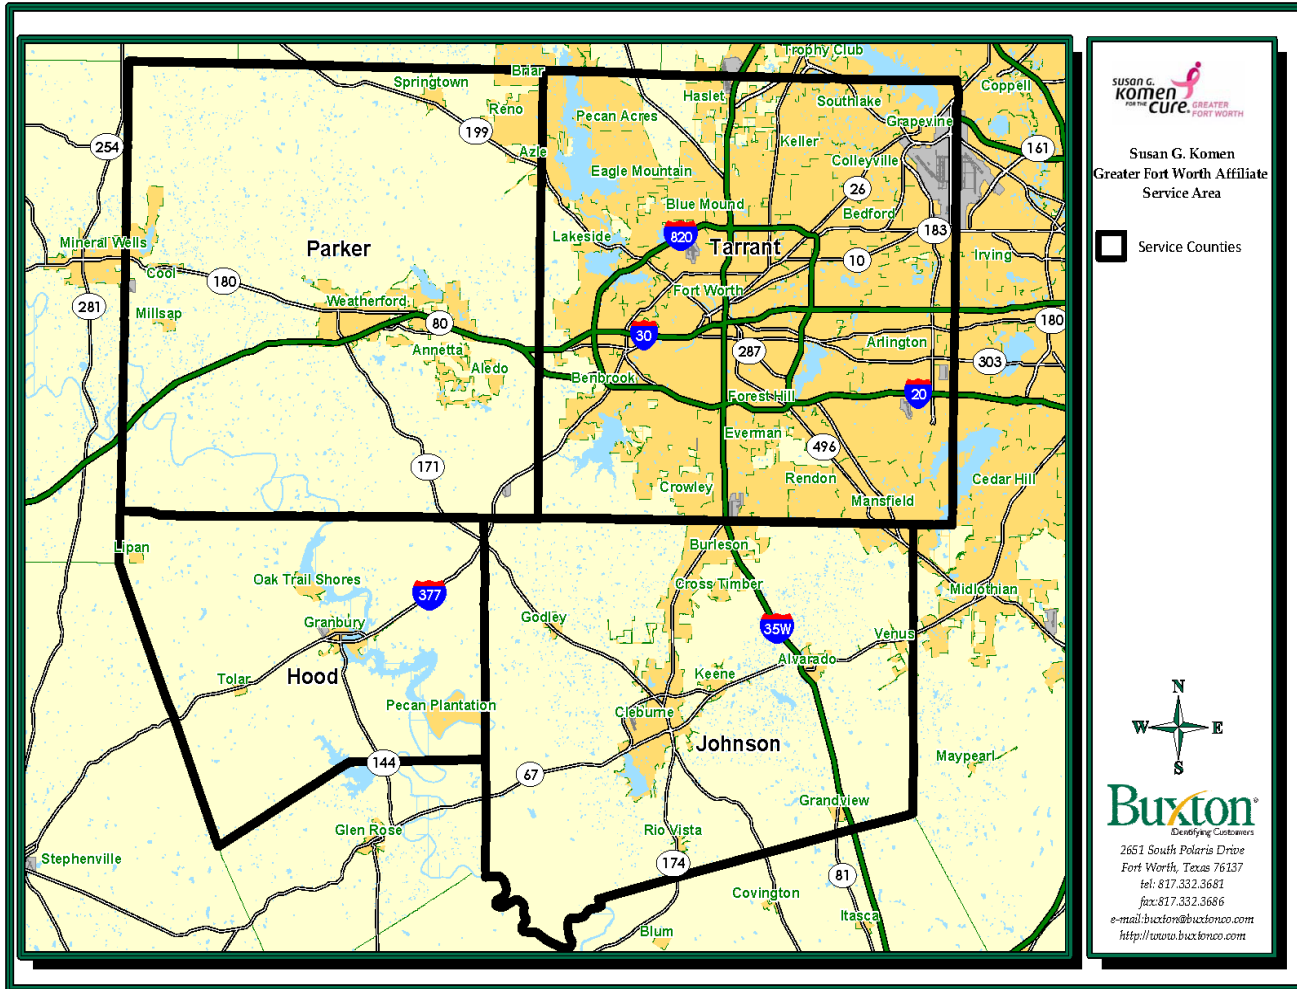 Trophy Club
Briar
Springtown
Haslet
Coppell
Reno
Southlake
Pecan Acres
Grapevine
199
Keller
254
Azle
161
Colleyville
Eagle Mountain
26
Blue Mound
Bedford
183
Mineral Wells
Lakeside
820
Parker
Tarrant
Irving
10
Cool
180
Fort Worth
Weatherford
281
Millsap
80
30
180
Arlington
287
Annetta
303
Aledo
Benbrook
20
Forest Hill
Everman
496
171
Rendon
Cedar Hill
Crowley
Mansfield
Lipan
Burleson
Oak Trail Shores
Cross Timber
377
Midlothian
Godley
Granbury
35W
Venus
Alvarado
Hood
Keene
Tolar
Pecan Plantation
Cleburne
Johnson
Maypearl
144
67
Grandview
Glen Rose
Rio Vista
Stephenville
174
81
Covington
Itasca
Blum
susan g.
komen
FOR THE cure.
GREATER
FORT WORTH
Susan G. Komen
Greater Fort Worth Affiliate
Service Area
Service Counties
N
W E
S
Buxton®
Identifying Customers
2651 South Polaris Drive
Fort Worth, Texas 76137
tel: 817.332.3681
fax:817.332.3686
e-mail:buxton@buxtonco.com
http://www.buxtonco.com